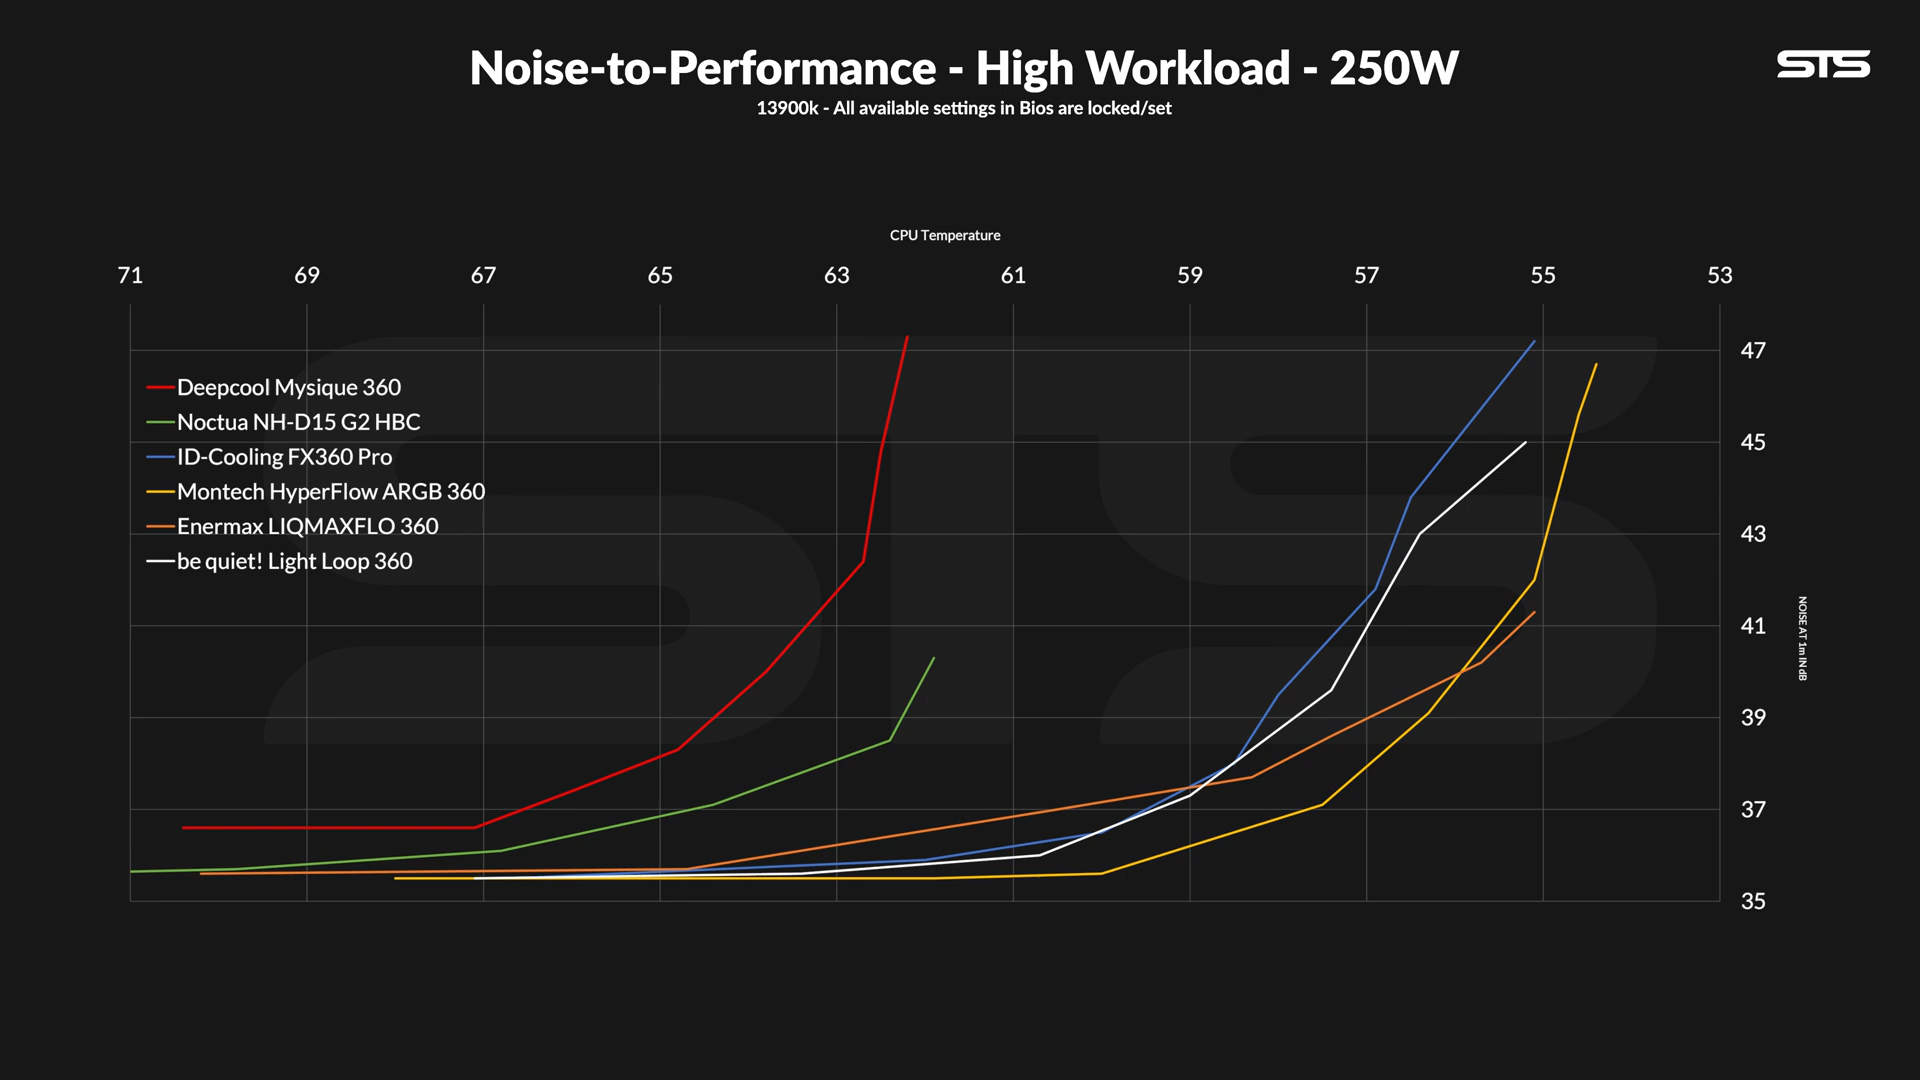 Noise-to-Performance - High Workload - 250W
STS
13900k - All available settings in Bios are locked/set
CPU Temperature
71 69 67 65 63 61 59 57 55 53
47
Deepcool Mysique 360
Noctua NH-D15 G2 HBC
45
ID-Cooling FX360 Pro
Montech HyperFlow ARGB 360
Enermax LIQMAXFLO 360
43
be quiet! Light Loop 360
41
NOISE AT 1m IN dB
39
37
35